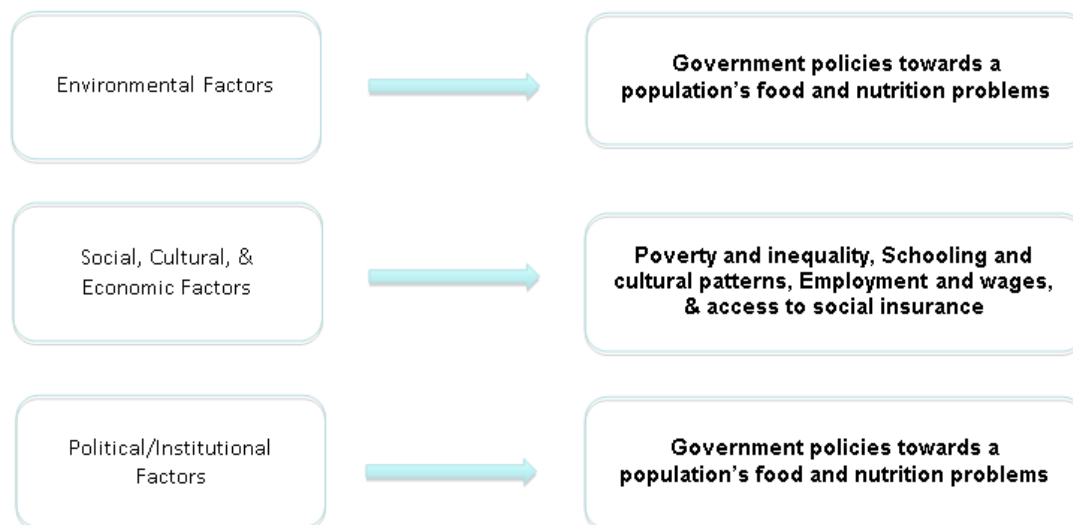 Environmental Factors
Government policies towards a
population's food and nutrition problems
Social, Cultural, &
Economic Factors
Poverty and inequality, Schooling and
cultural patterns, Employment and wages,
& access to social insurance
Political/Institutional
Factors
Government policies towards a
population's food and nutrition problems